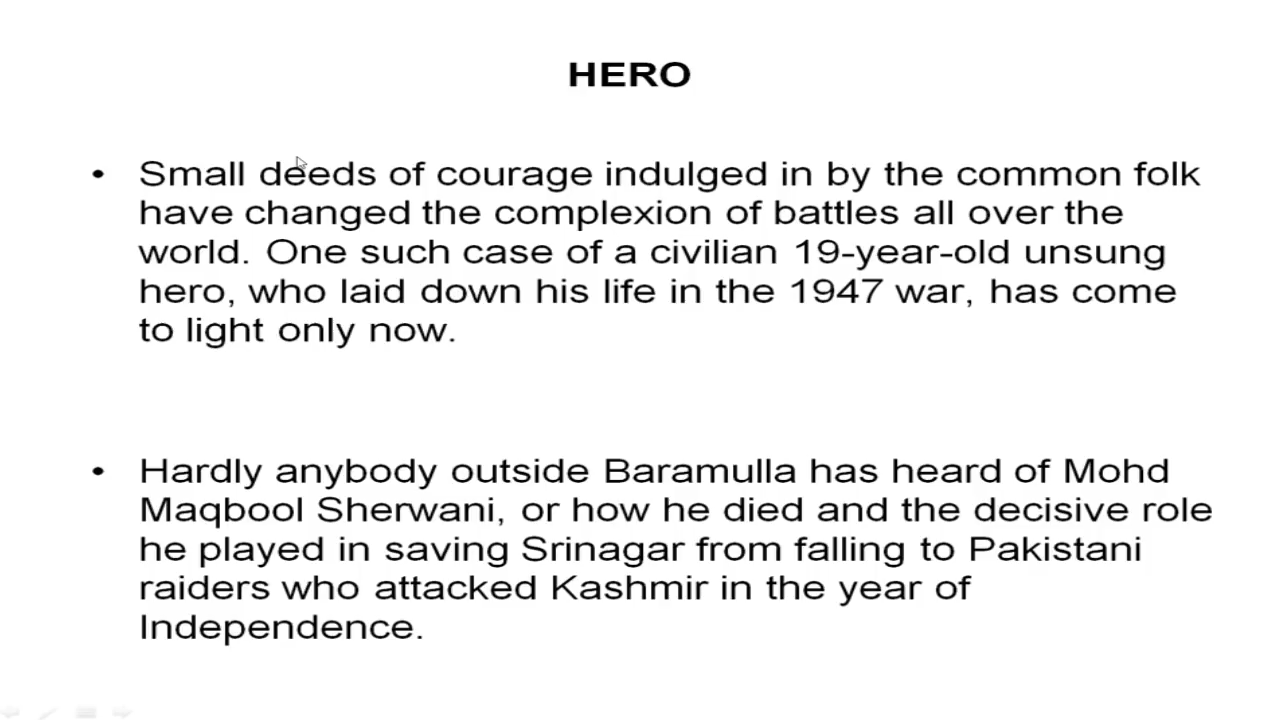 HERO
• Small deeds of courage indulged in by the common folk
have changed the complexion of battles all over the
world. One such case of a civilian 19-year-old unsung
hero, who laid down his life in the 1947 war, has come
to light only now.
• Hardly anybody outside Baramulla has heard of Mohd
Maqbool Sherwani, or how he died and the decisive role
he played in saving Srinagar from falling to Pakistani
raiders who attacked Kashmir in the year of
Independence.